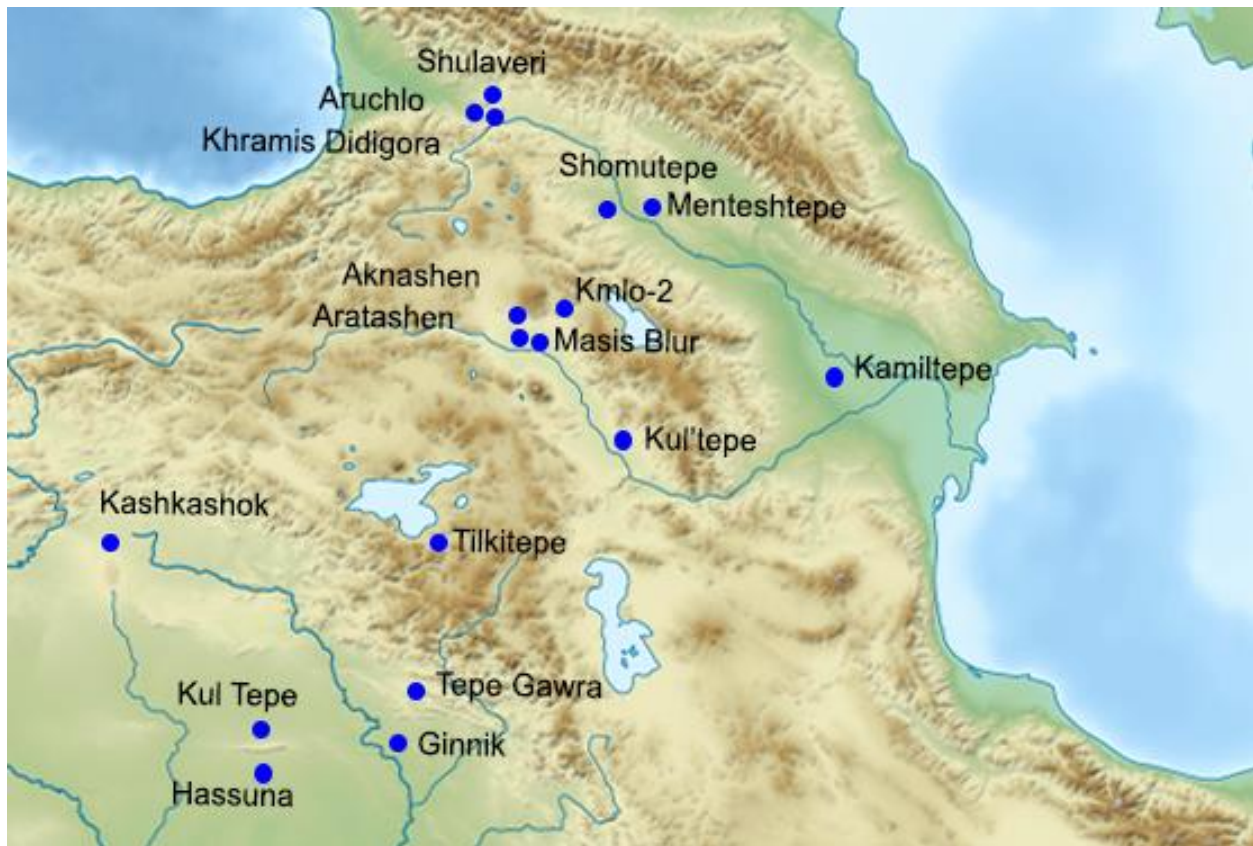 Shulaveri
Aruchlo
Khramis Didigora
Shomutepe
Menteshtepe
Aknashen
Kmlo-2
Aratashen
Masis Blur
Kamiltepe
Kul'tepe
Kashkashok
Tilkitepe
Tepe Gawra
Kul Tepe
Ginnik
Hassuna